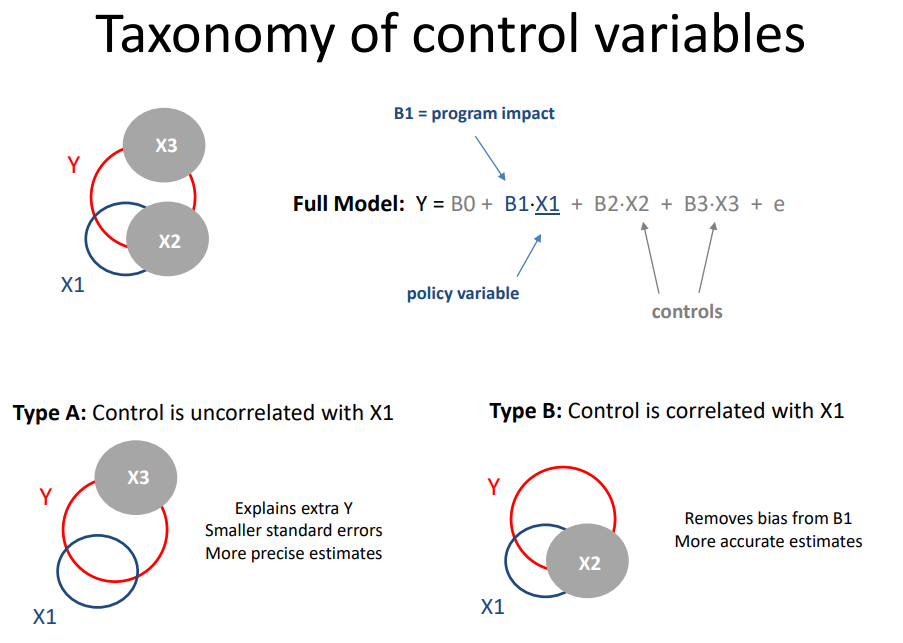 Taxonomy of control variables
X3
Y
X2
X1
B1 = program impact
Full Model: Y = B0 + B1·X1 + B2·X2 + B3·X3 + e
policy variable
controls
Type A: Control is uncorrelated with X1
X3
Y
X1
Explains extra Y
Smaller standard errors
More precise estimates
Type B: Control is correlated with X1
Y
X2
X1
Removes bias from B1
More accurate estimates